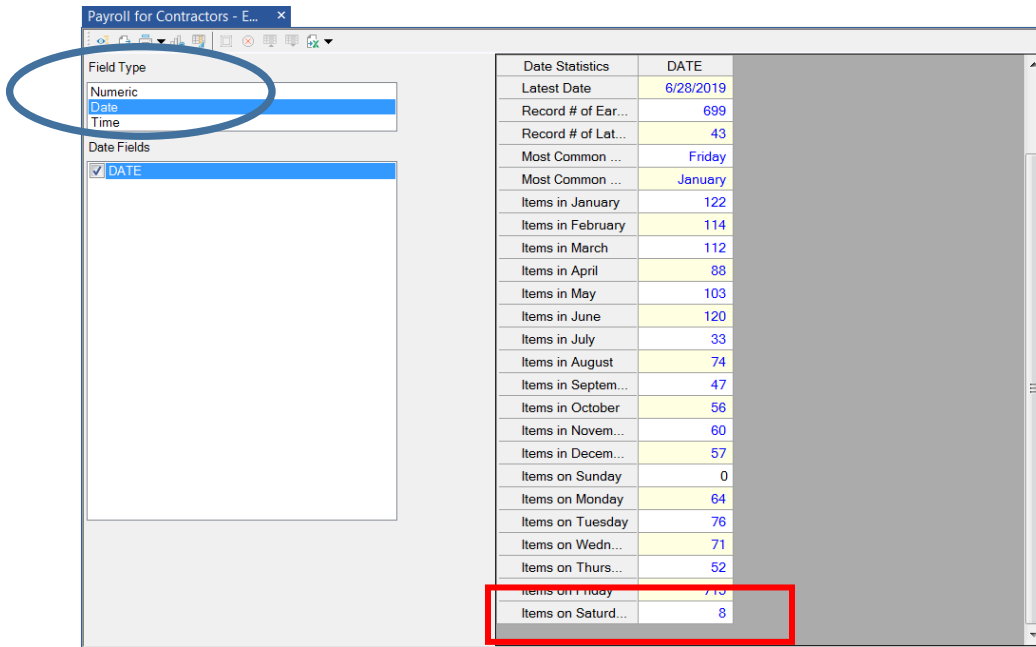 Payroll for Contractors - E... ×
Field Type
Numeric
Date
Time
Date Fields
DATE
Date Statistics DATE
Latest Date 6/28/2019
Record # of Ear... 699
Record # of Lat... 43
Most Common ... Friday
Most Common ... January
Items in January 122
Items in February 114
Items in March 112
Items in April 88
Items in May 103
Items in June 120
Items in July 33
Items in August 74
Items in Septem... 47
Items in October 56
Items in Novem... 60
Items in Decem... 57
Items on Sunday 0
Items on Monday 64
Items on Tuesday 76
Items on Wedn... 71
Items on Thurs... 52
Items on Friday 715
Items on Saturd... 8